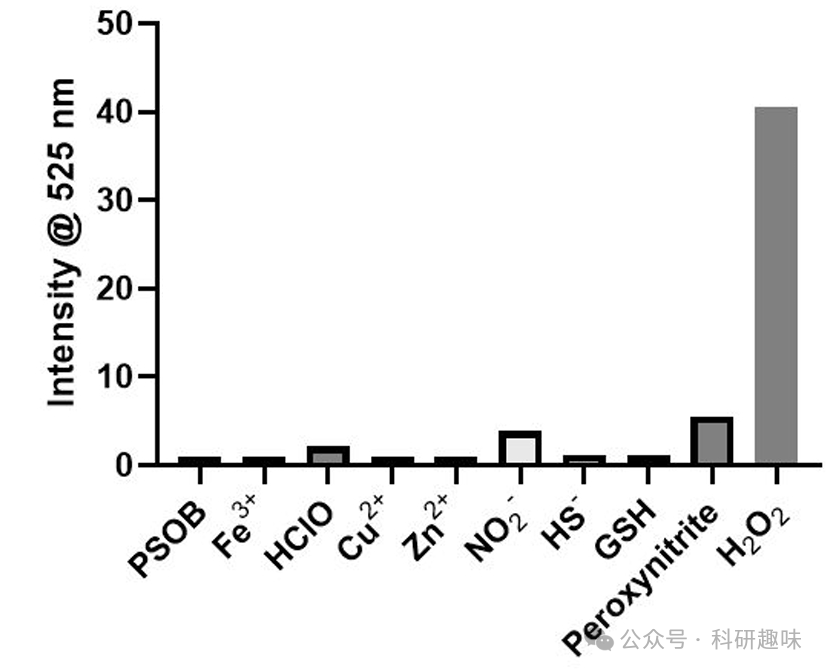 Intensity @ 525 nm
50
40
30
20
10
0
PSOB
Fe³⁺
HClO
Cu²⁺
Zn²⁺
NO₂⁻
HS⁻
GSH
Peroxynitrite
H₂O₂
公众号 · 科研趣味